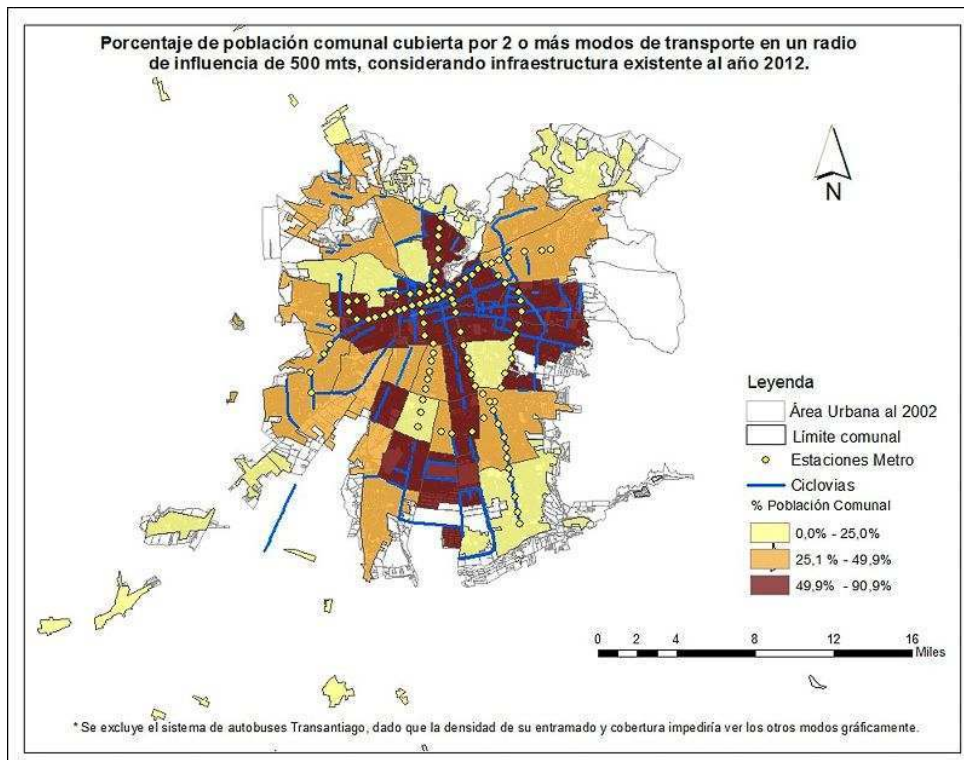 Porcentaje de población comunal cubierta por 2 o más modos de transporte en un radio
de influencia de 500 mts, considerando infraestructura existente al año 2012.
N
Leyenda
Área Urbana al 2002
Límite comunal
Estaciones Metro
Ciclovias
% Población Comunal
0,0% - 25,0%
25,1 % - 49,9%
49,9% - 90,9%
0 2 4 8 12 16
Miles
* Se excluye el sistema de autobuses Transantiago, dado que la densidad de su entramado y cobertura impediría ver los otros modos gráficamente.